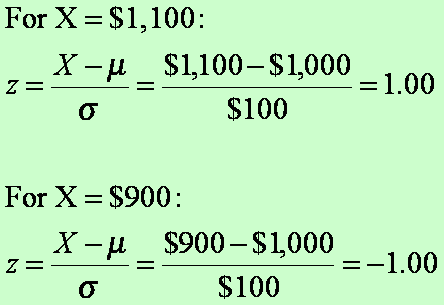 For X = $1,100:
z = X − μ / σ = $1,100 − $1,000 / $100 = 1.00
For X = $900:
z = X − μ / σ = $900 − $1,000 / $100 = −1.00